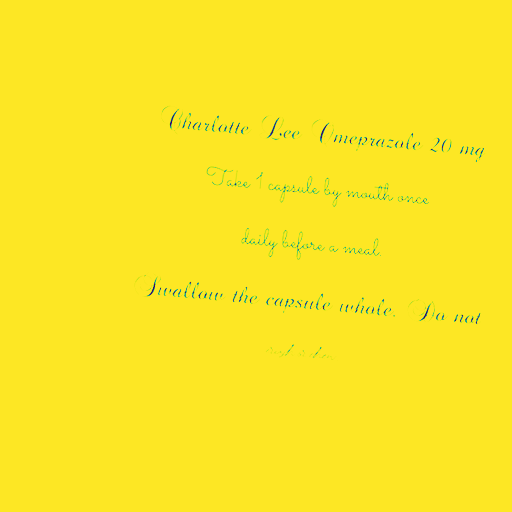 Charlotte Lee Omeprazole 20 mg
Take 1 capsule by mouth once
daily before a meal.
Swallow the capsule whole. Do not